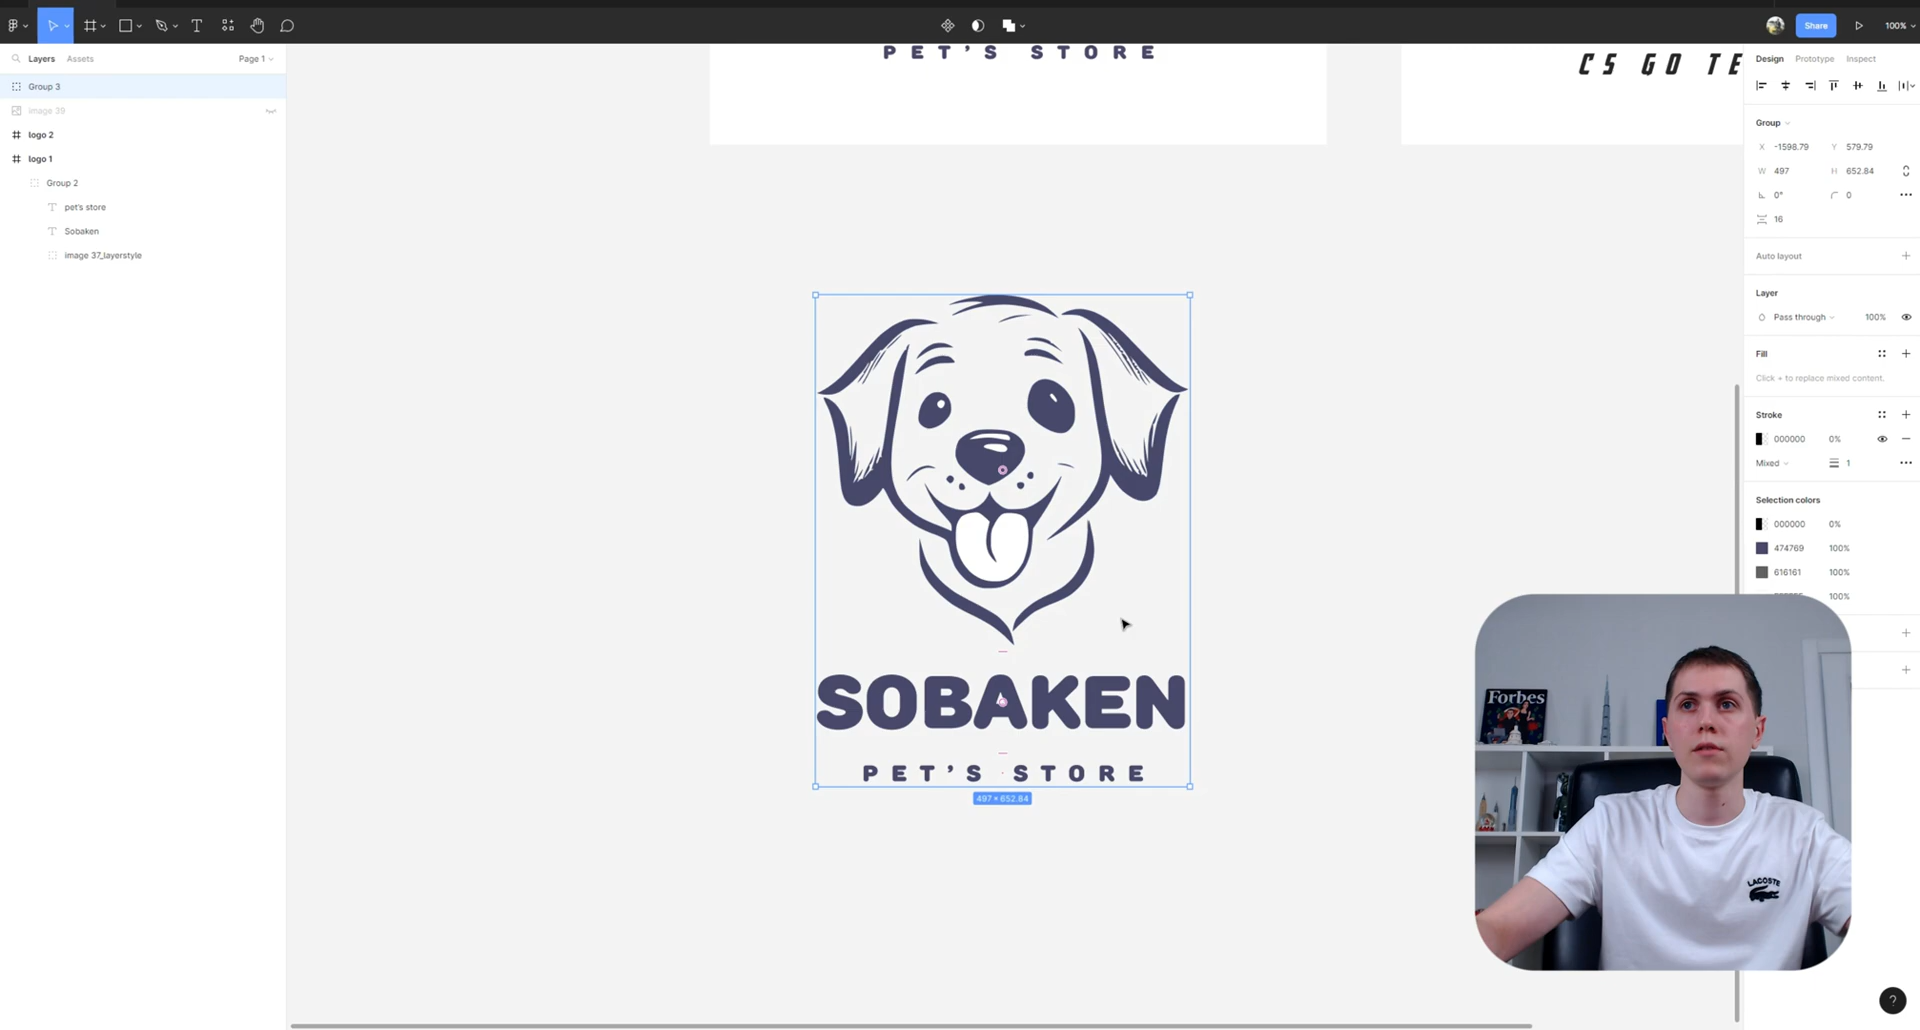 Share
100%
Layers
Assets
Page 1
Group 3
image 39
logo 2
logo 1
Group 2
pet's store
Sobaken
image 37_layerstyle
PET'S STORE
CS GO TE
SOBAKEN
PET'S STORE
497 × 652.84
Design
Prototype
Inspect
Group
X -1598.79
Y 579.79
W 497
H 652.84
0°
0
16
Auto layout
Layer
Pass through
100%
Fill
Click + to replace mixed content.
Stroke
000000 0%
Mixed
1
Selection colors
000000 0%
474769 100%
616161 100%
100%
Forbes
LACOSTE
?